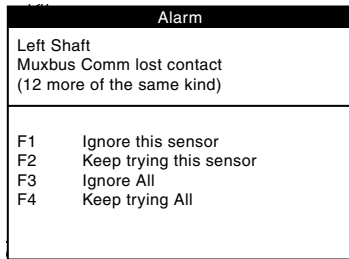 Alarm
Left Shaft
Muxbus Comm lost contact
(12 more of the same kind)
F1 Ignore this sensor
F2 Keep trying this sensor
F3 Ignore All
F4 Keep trying All